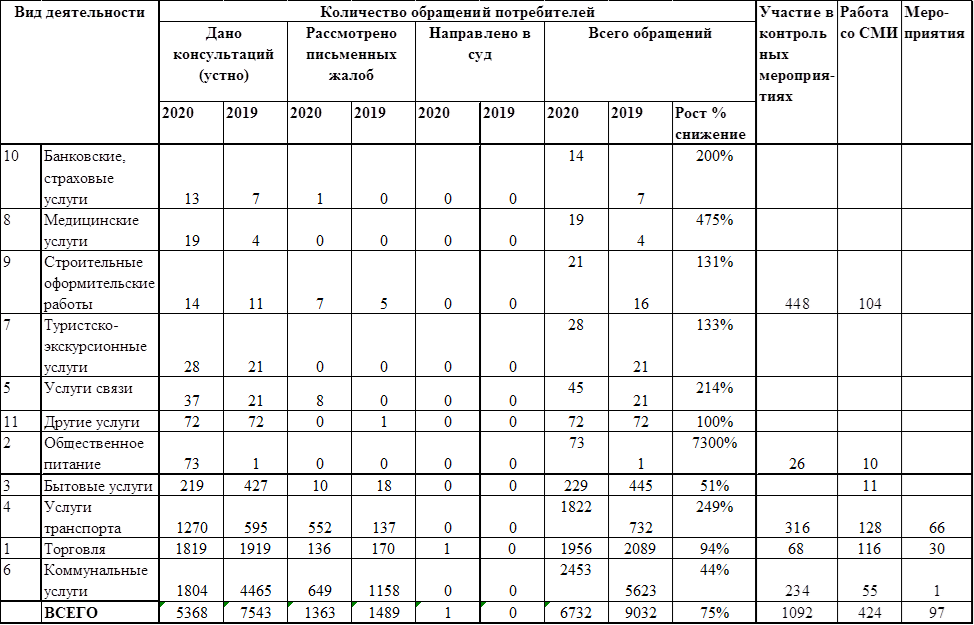 Вид деятельности Количество обращений потребителей Участие в Работа Меро-
контроль со СМИ приятия
ных
мероприя-
тиях
Дано Рассмотрено Направлено в Всего обращений
консультаций письменных суд
(устно) жалоб
2020 2019 2020 2019 2020 2019 2020 2019 Рост %
снижение
10 Банковские, 14 200%
страховые
услуги 13 7 1 0 0 0 7
8 Медицинские 19 475%
услуги 19 4 0 0 0 0 4
9 Строительные 21 131%
оформительские
работы 14 11 7 5 0 0 16 448 104
7 Туристско- 28 133%
экскурсионные
услуги 28 21 0 0 0 0 21
5 Услуги связи 45 214%
37 21 8 0 0 0 21
11 Другие услуги 72 72 0 1 0 0 72 72 100%
2 Общественное 73 7300%
питание 73 1 0 0 0 0 1 26 10
3 Бытовые услуги 219 427 10 18 0 0 229 445 51% 11
4 Услуги 1822 249%
транспорта 1270 595 552 137 0 0 732 316 128 66
1 Торговля 1819 1919 136 170 1 0 1956 2089 94% 68 116 30
6 Коммунальные 2453 44%
услуги 1804 4465 649 1158 0 0 5623 234 55 1
ВСЕГО 5368 7543 1363 1489 1 0 6732 9032 75% 1092 424 97